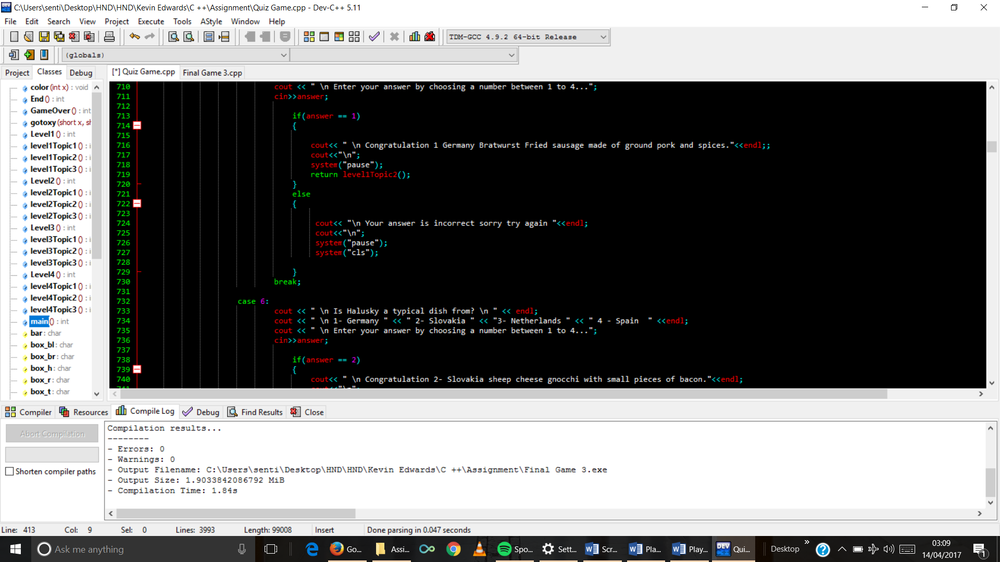 C:\Users\senti\Desktop\HND\HND\Kevin Edwards\C ++\Assignment\Quiz Game.cpp - Dev-C++ 5.11
File Edit Search View Project Execute Tools AStyle Window Help
TDM-GCC 4.9.2 64-bit Release
(globals)
Project Classes Debug
[*] Quiz Game.cpp Final Game 3.cpp
color (int x) : void
End () : int
GameOver () : int
gotoxy (short x, sh
Level1 () : int
level1Topic1 () : i
level1Topic2 () : i
level1Topic3 () : i
Level2 () : int
level2Topic1 () : i
level2Topic2 () : i
level2Topic3 () : i
Level3 () : int
level3Topic1 () : i
level3Topic2 () : i
level3Topic3 () : i
Level4 () : int
level4Topic1 () : i
level4Topic2 () : i
level4Topic3 () : i
main () : int
bar : char
box_bl : char
box_br : char
box_h : char
box_r : char
box_t : char
710 cout << " \n Enter your answer by choosing a number between 1 to 4...";
711 cin>>answer;
712
713 if(answer == 1)
714 {
715
716 cout<< " \n Congratulation 1 Germany Bratwurst Fried sausage made of ground pork and spices."<<endl;;
717 cout<<"\n";
718 system("pause");
719 return level1Topic2();
720 }
721 else
722 {
723
724 cout<< "\n Your answer is incorrect sorry try again "<<endl;
725 cout<<"\n";
726 system("pause");
727 system("cls");
728
729 }
730 break;
731
732 case 6:
733 cout << " \n Is Halusky a typical dish from? \n " << endl;
734 cout << " \n 1- Germany " << " 2- Slovakia " << "3- Netherlands " << " 4 - Spain  " <<endl;
735 cout << " \n Enter your answer by choosing a number between 1 to 4...";
736 cin>>answer;
737
738 if(answer == 2)
739 {
740 cout<< " \n Congratulation 2- Slovakia sheep cheese gnocchi with small pieces of bacon."<<endl;
741 cout<<"\n";
Compiler Resources Compile Log Debug Find Results Close
Abort Compilation
Shorten compiler paths
Compilation results...
--------
- Errors: 0
- Warnings: 0
- Output Filename: C:\Users\senti\Desktop\HND\HND\Kevin Edwards\C ++\Assignment\Final Game 3.exe
- Output Size: 1.9033842086792 MiB
- Compilation Time: 1.84s
Line: 413 Col: 9 Sel: 0 Lines: 3993 Length: 99008 Insert Done parsing in 0.047 seconds
Ask me anything Go... Assi... Spo... Sett... Scr... Pla... Play... DEV Qui... Desktop » 03:09
14/04/2017 1